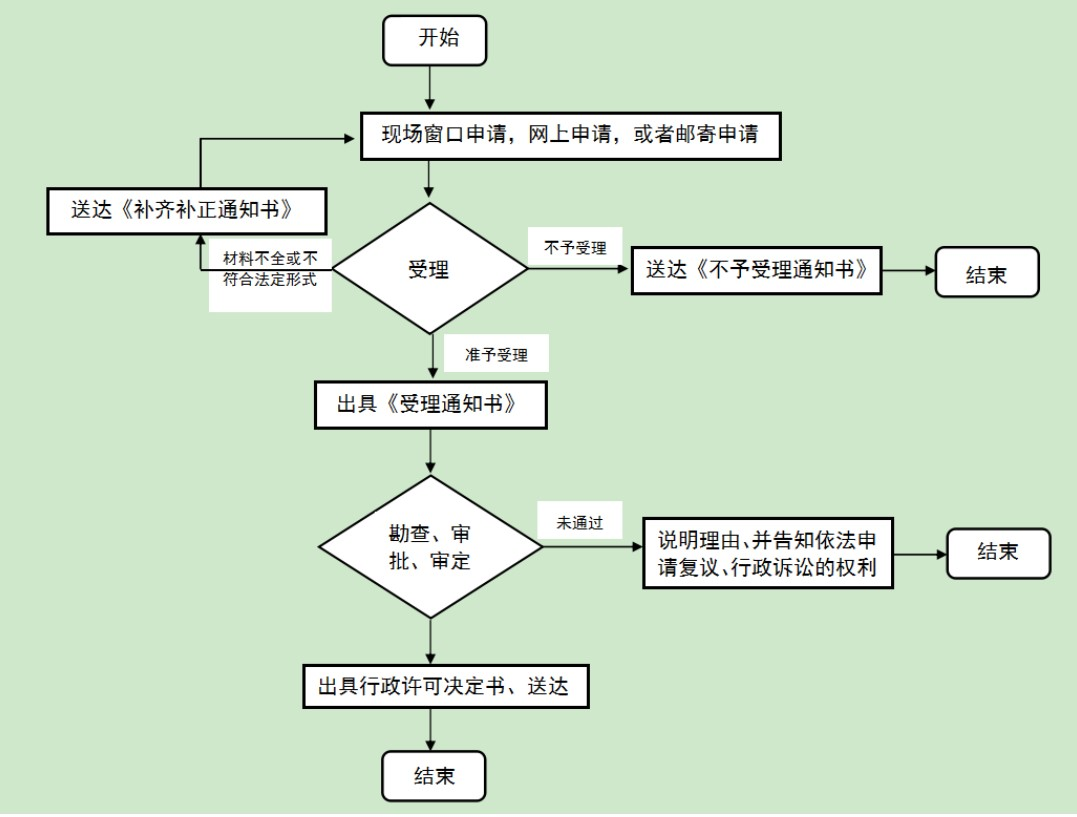 开始
现场窗口申请，网上申请，或者邮寄申请
送达《补齐补正通知书》
材料不全或不
符合法定形式
受理
不予受理
送达《不予受理通知书》
结束
准予受理
出具《受理通知书》
勘查、审
批、审定
未通过
说明理由、并告知依法申
请复议、行政诉讼的权利
结束
出具行政许可决定书、送达
结束